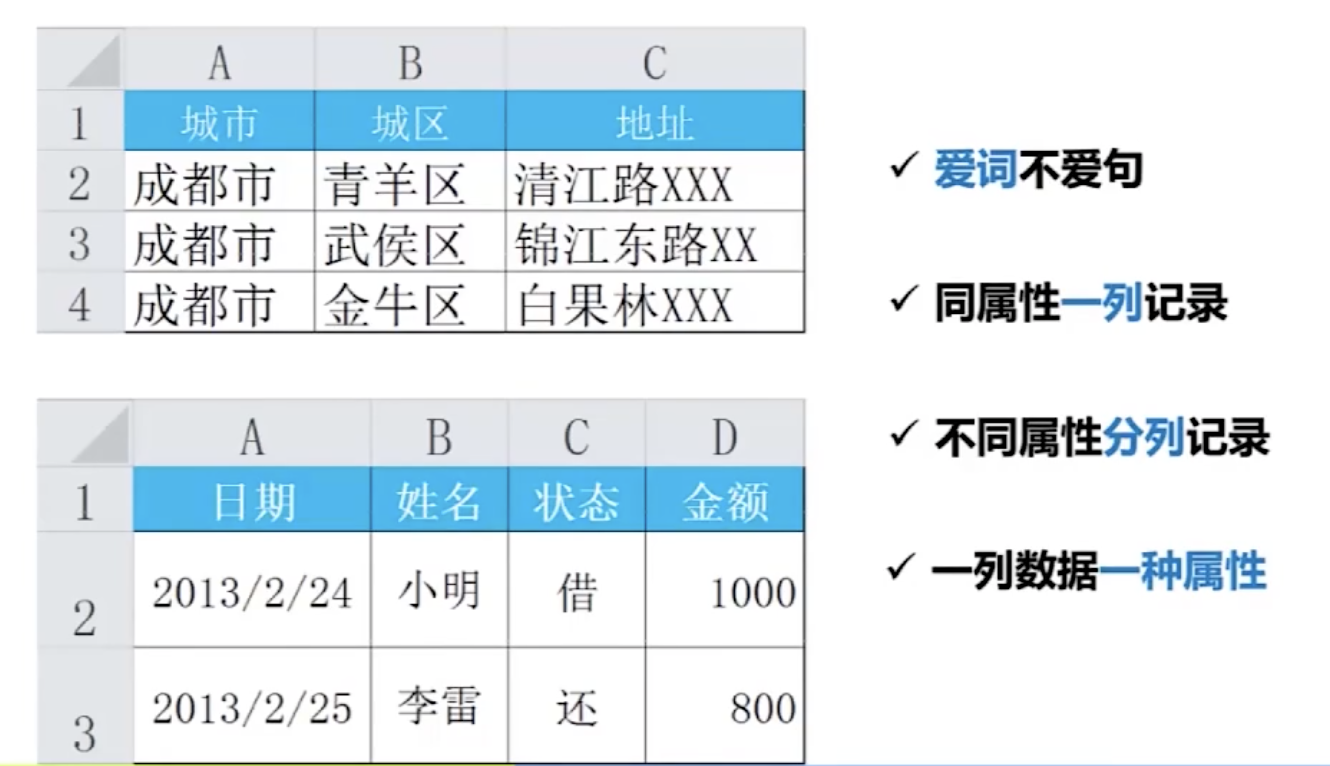 A B C
1 城市 城区 地址
2 成都市 青羊区 清江路XXX
3 成都市 武侯区 锦江东路XX
4 成都市 金牛区 白果林XXX
A B C D
1 日期 姓名 状态 金额
2 2013/2/24 小明 借 1000
3 2013/2/25 李雷 还 800
✓ 爱词不爱句
✓ 同属性一列记录
✓ 不同属性分列记录
✓ 一列数据一种属性